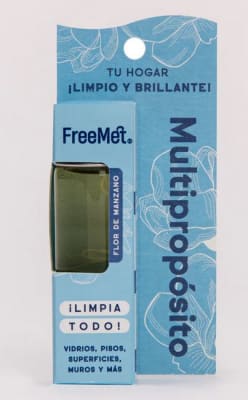 TU HOGAR
¡LIMPIO Y BRILLANTE!
FreeMet®
FLOR DE MANZANO
Multipropósito
¡LIMPIA
TODO!
VIDRIOS, PISOS,
SUPERFICIES,
MUROS Y MÁS